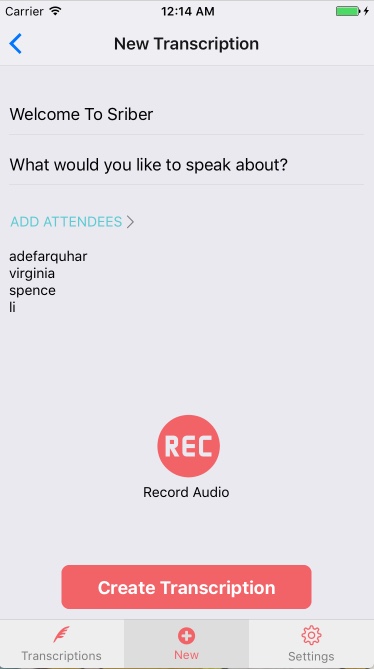 Carrier 12:14 AM
New Transcription
Welcome To Sriber
What would you like to speak about?
ADD ATTENDEES
adefarquhar
virginia
spence
li
REC
Record Audio
Create Transcription
Transcriptions New Settings